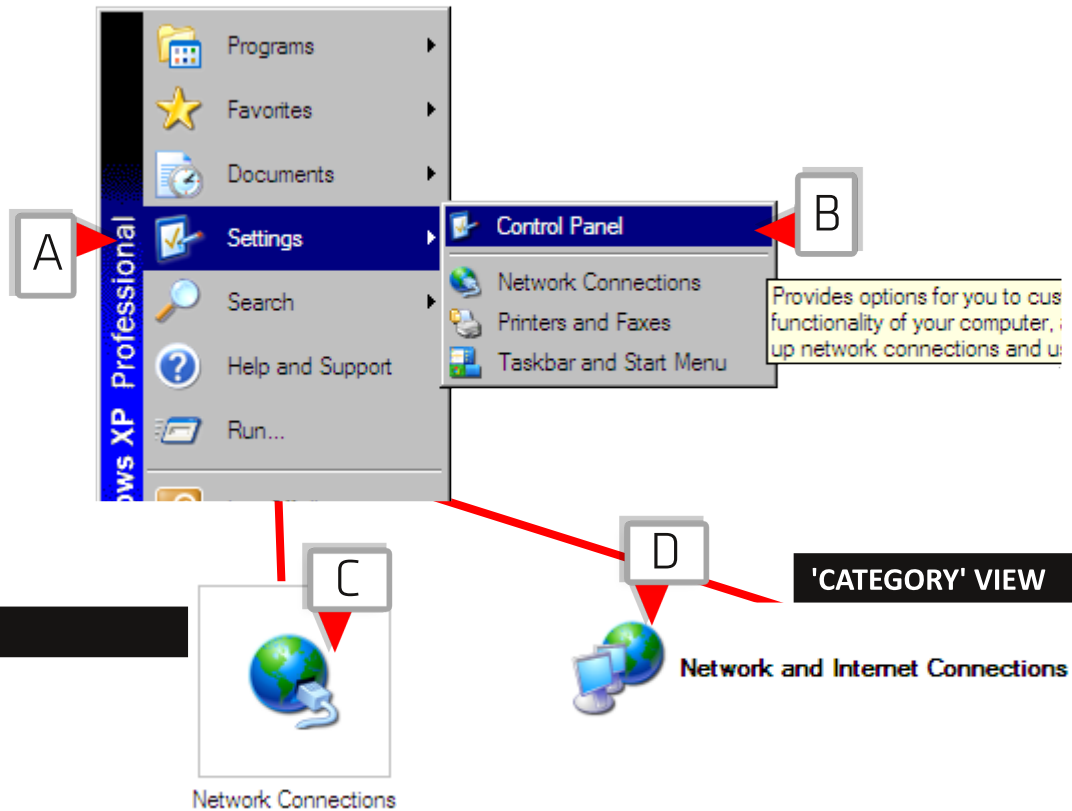 Programs
Favorites
Documents
A
Settings
Control Panel
B
Search
Network Connections
Printers and Faxes
Taskbar and Start Menu
Provides options for you to cus
functionality of your computer,
up network connections and u
Help and Support
Run...
ows XP Professional
C
D
'CATEGORY' VIEW
Network and Internet Connections
Network Connections